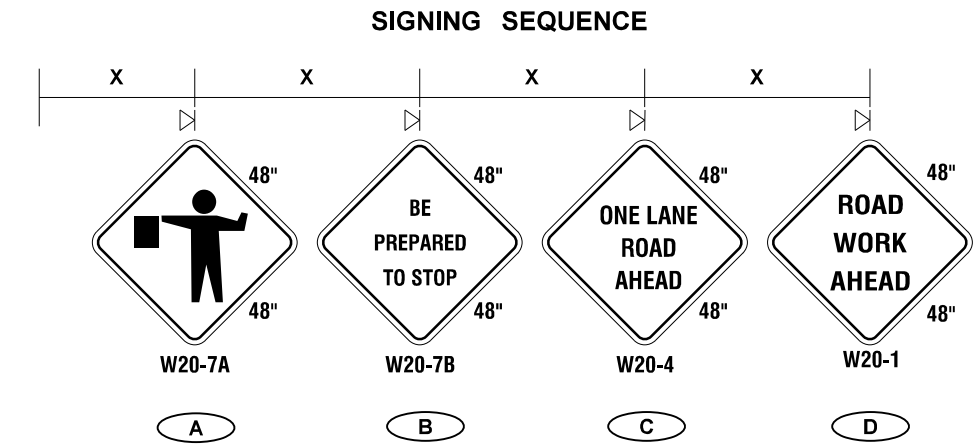 SIGNING SEQUENCE
X X X X
48" 48" 48" 48"
BE
PREPARED
TO STOP
ONE LANE
ROAD
AHEAD
ROAD
WORK
AHEAD
48" 48" 48" 48"
W20-7A W20-7B W20-4 W20-1
A B C D